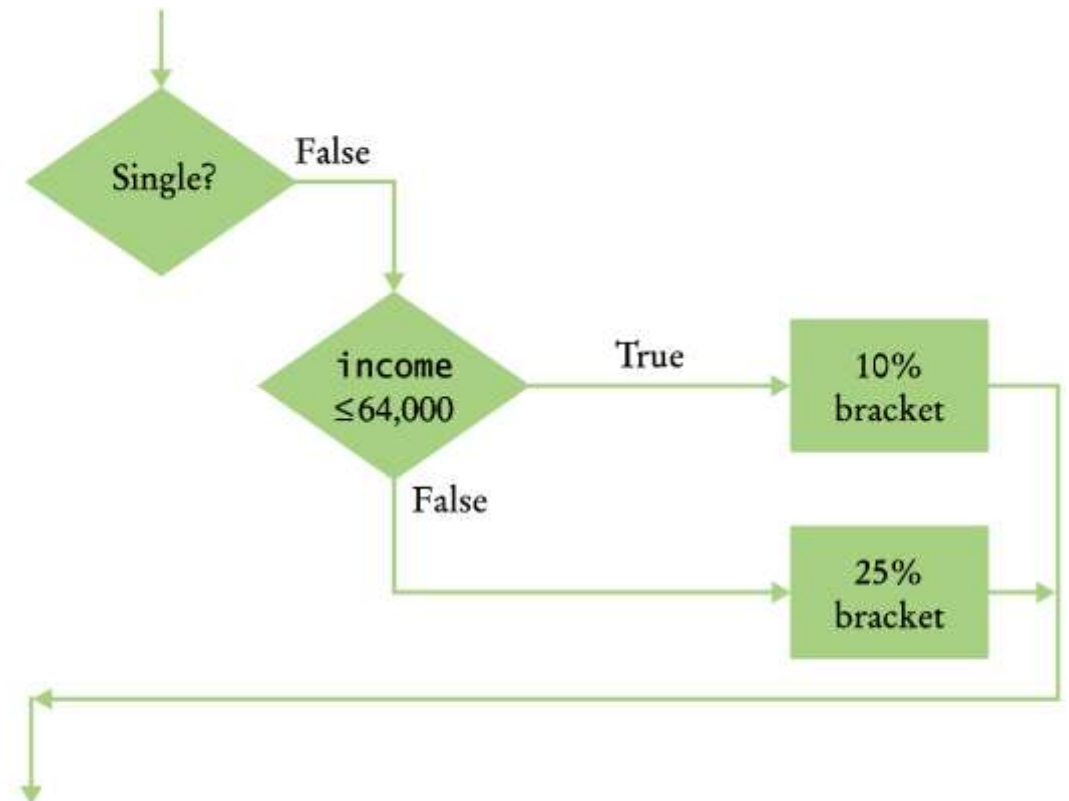 False
Single?
income
≤64,000
True
10%
bracket
False
25%
bracket